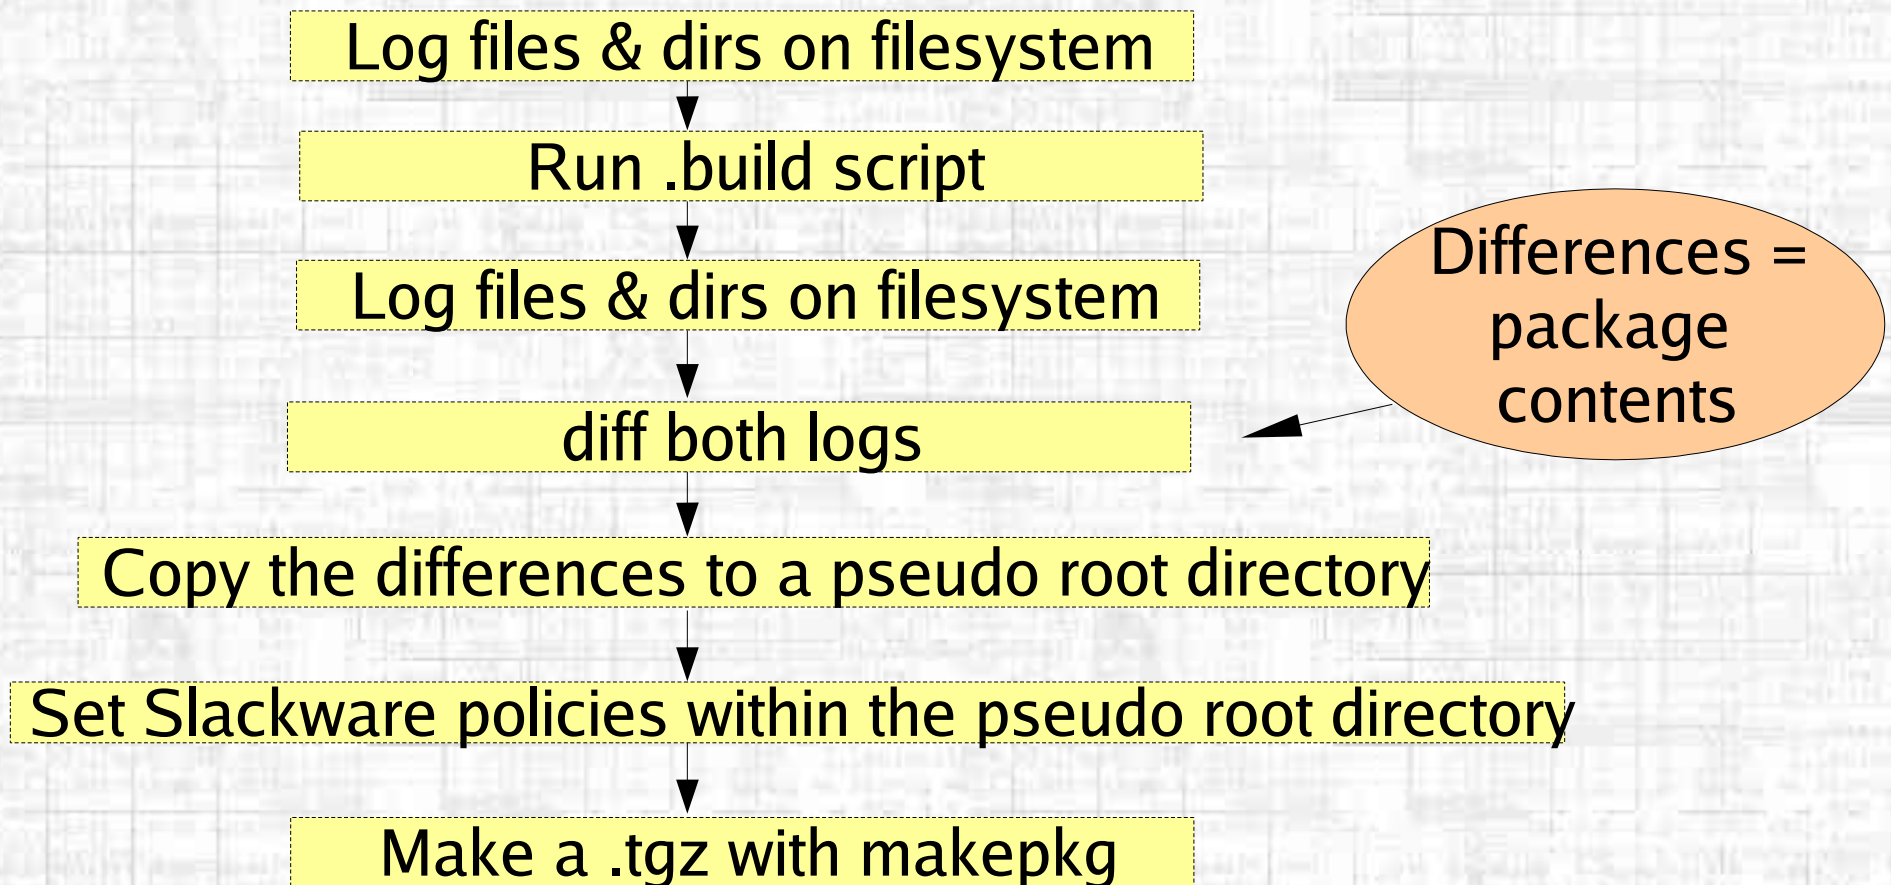 Log files & dirs on filesystem
Run .build script
Log files & dirs on filesystem
Differences =
package
contents
diff both logs
Copy the differences to a pseudo root directory
Set Slackware policies within the pseudo root directory
Make a .tgz with makepkg